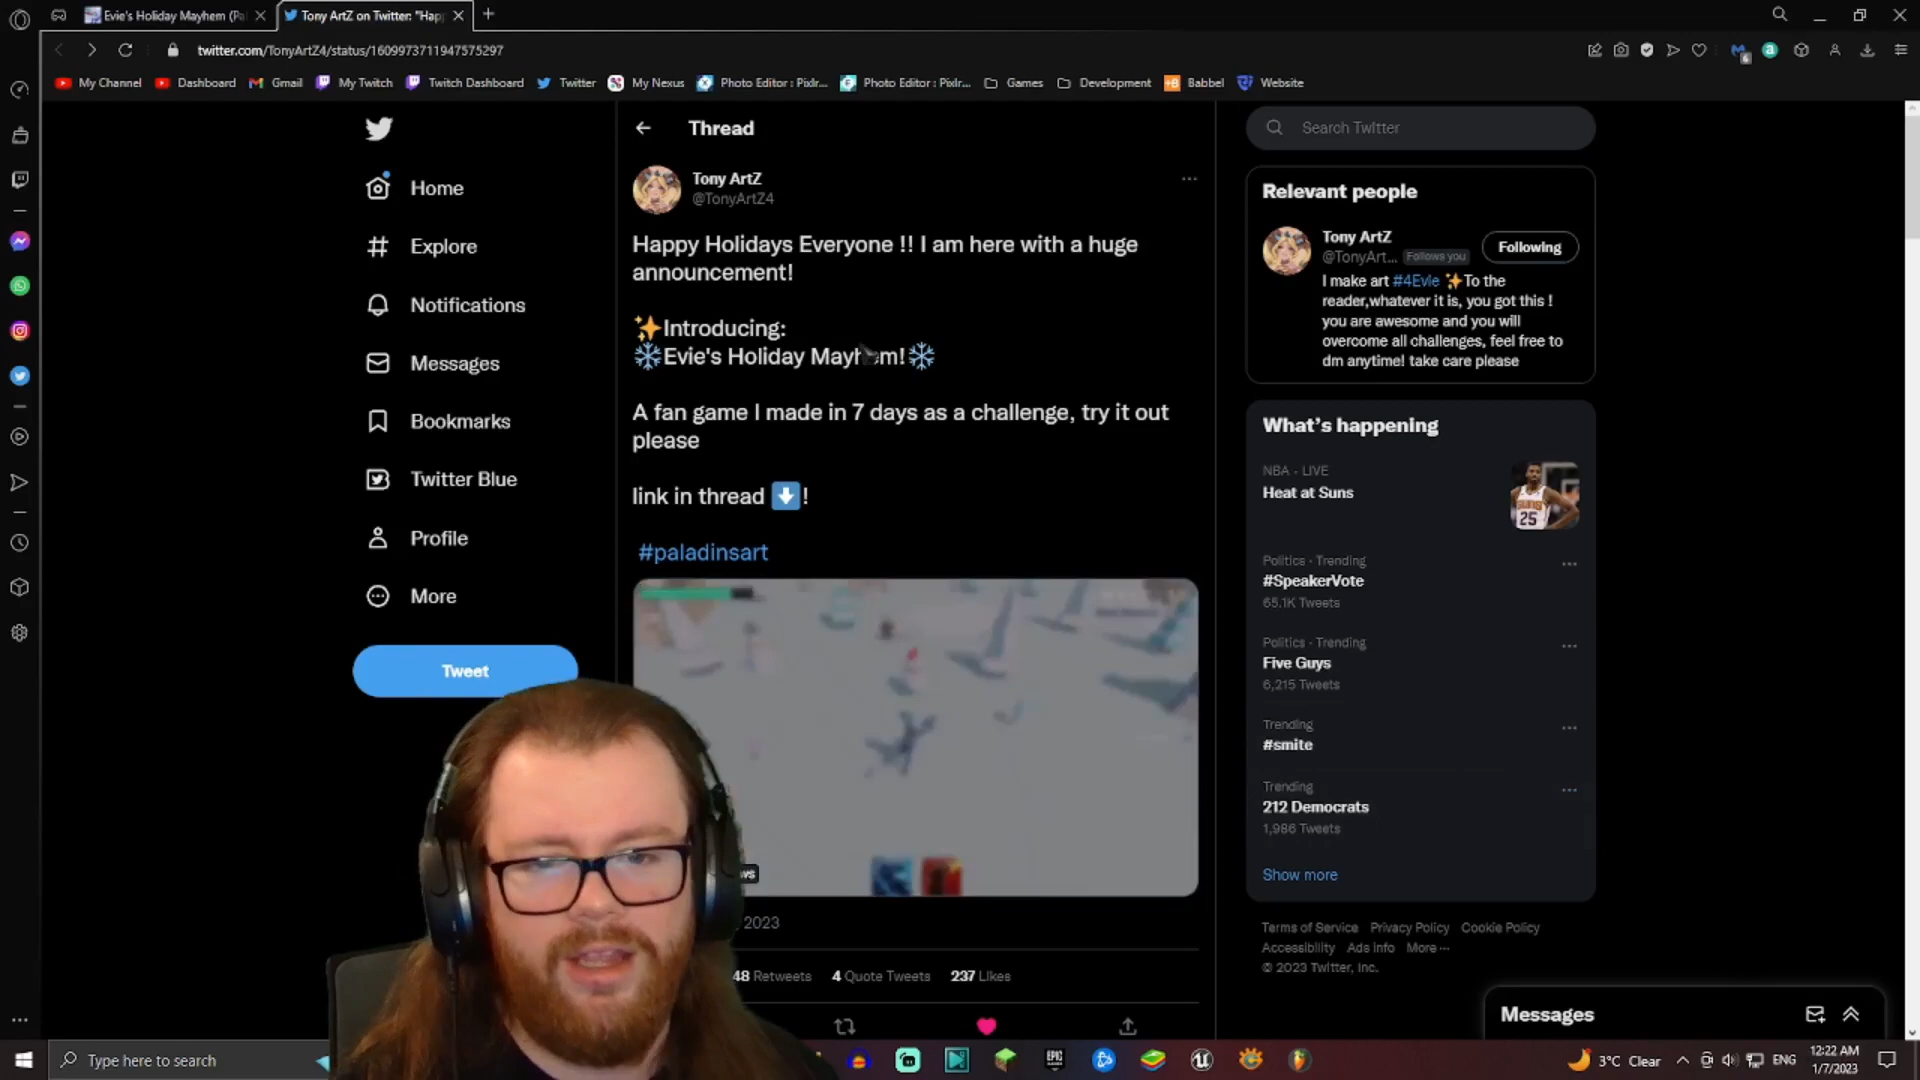 Evie's Holiday Mayhem (Pa
Tony ArtZ on Twitter: "Hap
twitter.com/TonyArtZ4/status/1609973711947575297
6
My Channel
Dashboard
Gmail
My Twitch
Twitch Dashboard
Twitter
My Nexus
Photo Editor : Pixlr...
Photo Editor : Pixlr...
Games
Development
Babbel
Website
Home
Explore
Notifications
Messages
Bookmarks
Twitter Blue
Profile
More
Tweet
Thread
Tony ArtZ
@TonyArtZ4
Happy Holidays Everyone !! I am here with a huge
announcement!
✨Introducing:
❄️Evie's Holiday Mayhem!❄️
A fan game I made in 7 days as a challenge, try it out
please
link in thread ⬇️!
#paladinsart
2023
48 Retweets 4 Quote Tweets 237 Likes
Search Twitter
Relevant people
Tony ArtZ
@TonyArt... Follows you
Following
I make art #4Evie ✨To the
reader,whatever it is, you got this !
you are awesome and you will
overcome all challenges, feel free to
dm anytime! take care please
What's happening
NBA · LIVE
Heat at Suns
SUNS
25
Politics · Trending
#SpeakerVote
65.1K Tweets
Politics · Trending
Five Guys
6,215 Tweets
Trending
#smite
Trending
212 Democrats
1,986 Tweets
Show more
Terms of Service Privacy Policy Cookie Policy
Accessibility Ads info More ···
© 2023 Twitter, Inc.
Messages
Type here to search
EPIC
3°C Clear
ENG
12:22 AM
1/7/2023